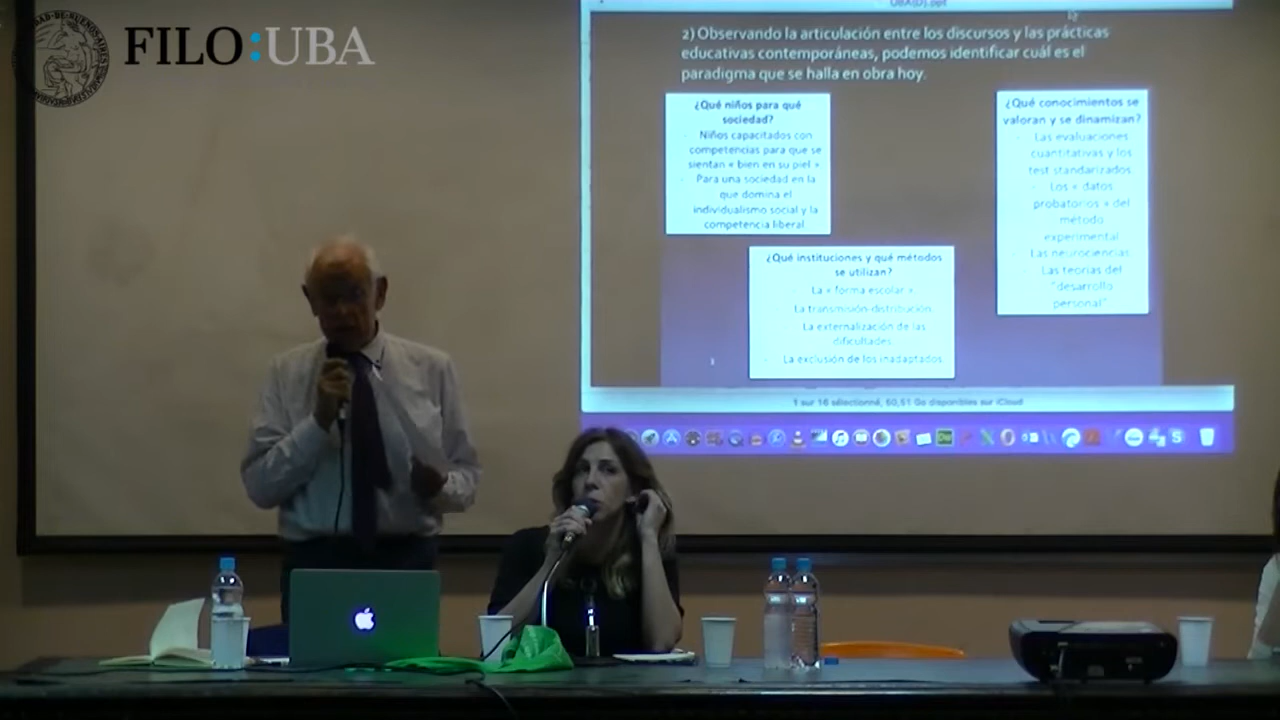 FILO:UBA
UBA(D).ppt
2) Observando la articulación entre los discursos y las prácticas
educativas contemporáneas, podemos identificar cuál es el
paradigma que se halla en obra hoy.
¿Qué niños para qué
sociedad?
- Niños capacitados con
competencias para que se
sientan « bien en su piel »
- Para una sociedad en la
que domina el
individualismo social y la
competencia liberal
¿Qué instituciones y qué métodos
se utilizan?
- La « forma escolar »
La transmisión-distribución
La externalización de las
dificultades
- La exclusión de los inadaptados
¿Qué conocimientos se
valoran y se dinamizan?
- Las evaluaciones
cuantitativas y los
test standarizados
- Los « datos
probatorios » del
método
experimental
- Las neurociencias
- Las teorías del
"desarrollo
personal"
1 sur 16 sélectionné, 50,51 Go disponibles sur iCloud